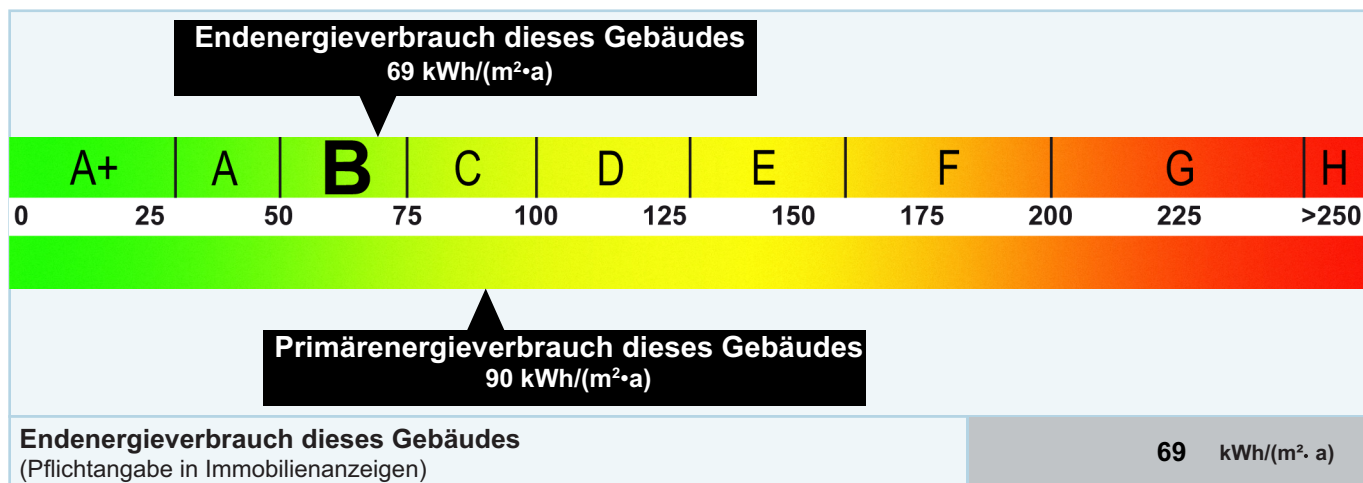 Endenergieverbrauch dieses Gebäudes
69 kWh/(m²•a)
A+ A B C D E F G H
0 25 50 75 100 125 150 175 200 225 >250
Primärenergieverbrauch dieses Gebäudes
90 kWh/(m²•a)
Endenergieverbrauch dieses Gebäudes
(Pflichtangabe in Immobilienanzeigen)
69 kWh/(m²· a)